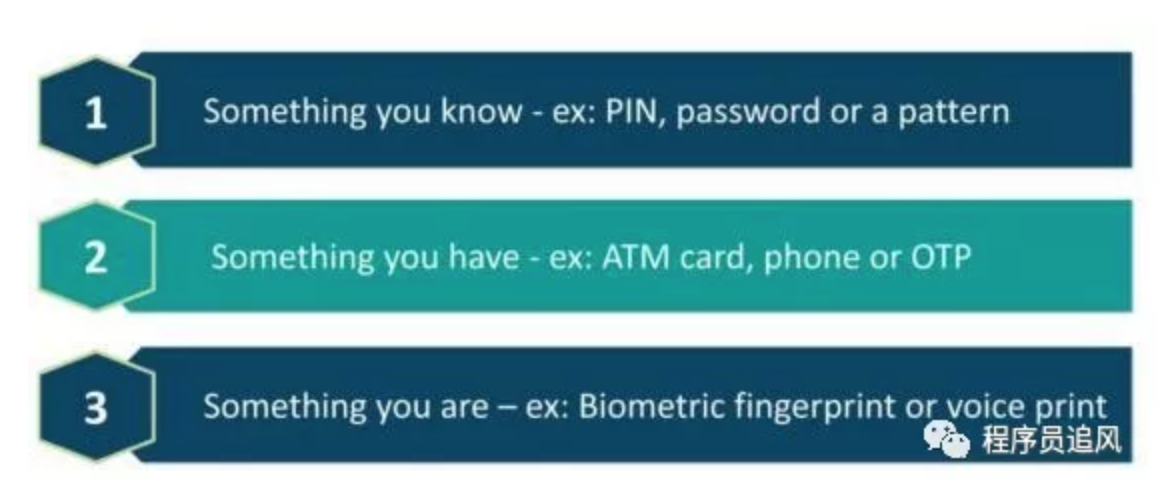 1
Something you know - ex: PIN, password or a pattern
2
Something you have - ex: ATM card, phone or OTP
3
Something you are – ex: Biometric fingerprint or voice print
程序员追风